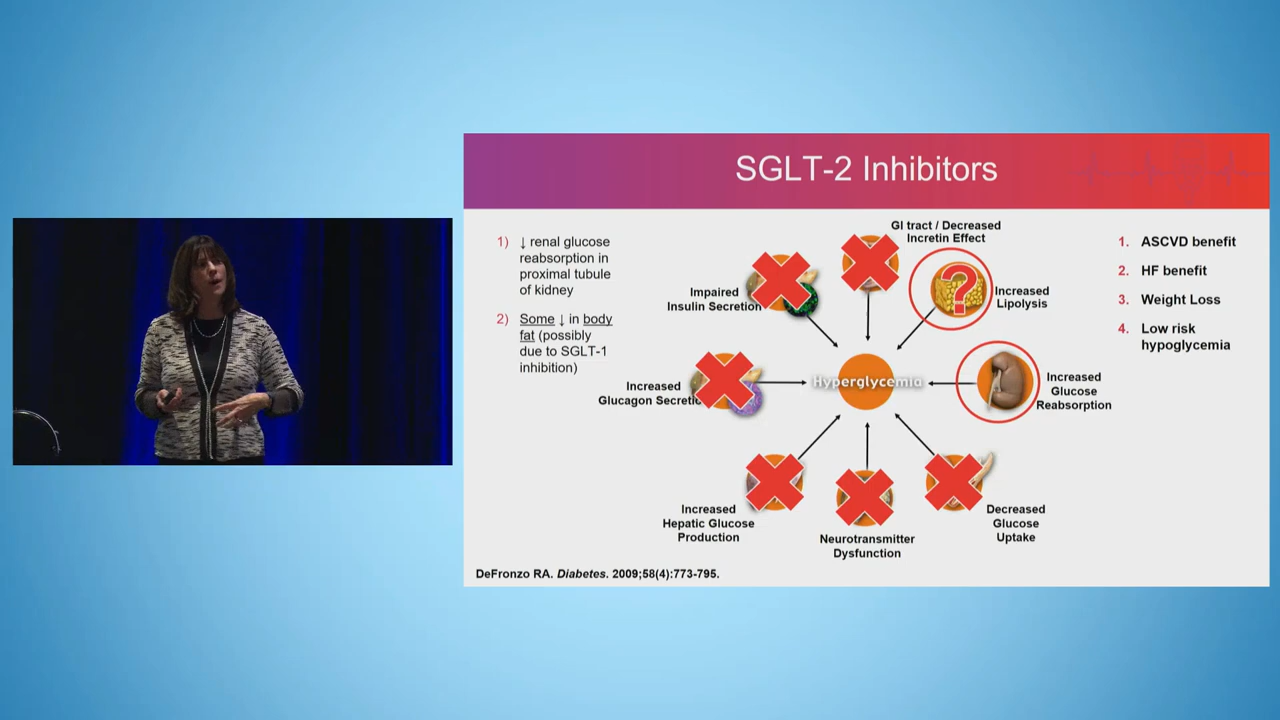 SGLT-2 Inhibitors
1) ↓ renal glucose
reabsorption in
proximal tubule
of kidney
2) Some ↓ in body
fat (possibly
due to SGLT-1
inhibition)
GI tract / Decreased
Incretin Effect
Impaired
Insulin Secretion
?
Increased
Lipolysis
Increased
Glucagon Secretio
Hyperglycemia
Increased
Glucose
Reabsorption
Increased
Hepatic Glucose
Production
Neurotransmitter
Dysfunction
Decreased
Glucose
Uptake
1. ASCVD benefit
2. HF benefit
3. Weight Loss
4. Low risk
hypoglycemia
DeFronzo RA. Diabetes. 2009;58(4):773-795.